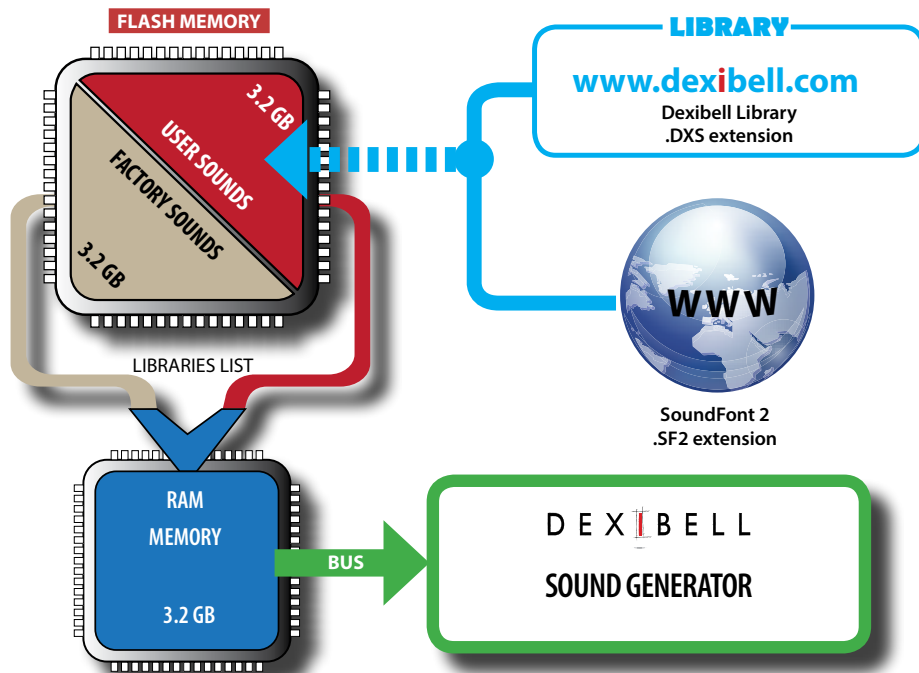 FLASH MEMORY
3.2 GB
USER SOUNDS
FACTORY SOUNDS
3.2 GB
LIBRARY
www.dexibell.com
Dexibell Library
.DXS extension
WWW
SoundFont 2
.SF2 extension
LIBRARIES LIST
RAM
MEMORY
3.2 GB
BUS
DEXIBELL
SOUND GENERATOR